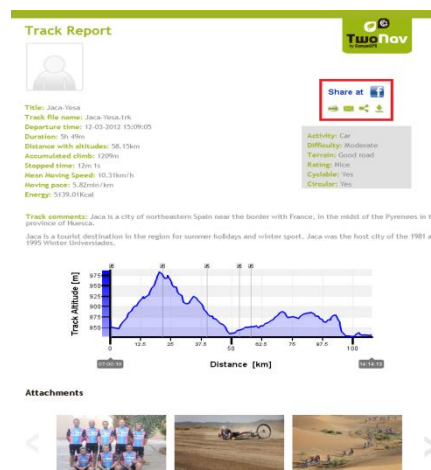 Track Report
TwoNav
by CompeGPS
Share at
Title: Jaca-Yesa
Track file name: Jaca-Yesa.trk
Departure time: 12-03-2012 15:09:05
Duration: 5h 49m
Distance with altitudes: 58,15km
Accumulated climb: 1209m
Stopped time: 12m 1s
Mean Moving Speed: 10,31km/h
Moving pace: 5,82min/km
Energy: 5139,01Kcal
Activity: Car
Difficulty: Moderate
Terrain: Good road
Rating: Nice
Cyclable: Yes
Circular: Yes
Track comments: Jaca is a city of northeastern Spain near the border with France, in the midst of the Pyrenees in t
province of Huesca.
Jaca is a tourist destination in the region for summer holidays and winter sport. Jaca was the host city of the 1981 a
1995 Winter Universiades.
Track Altitude [m]
975
950
925
900
875
850
0 12.5 25 37.5 50 62.5 75 87.5 100
Distance [km]
Attachments